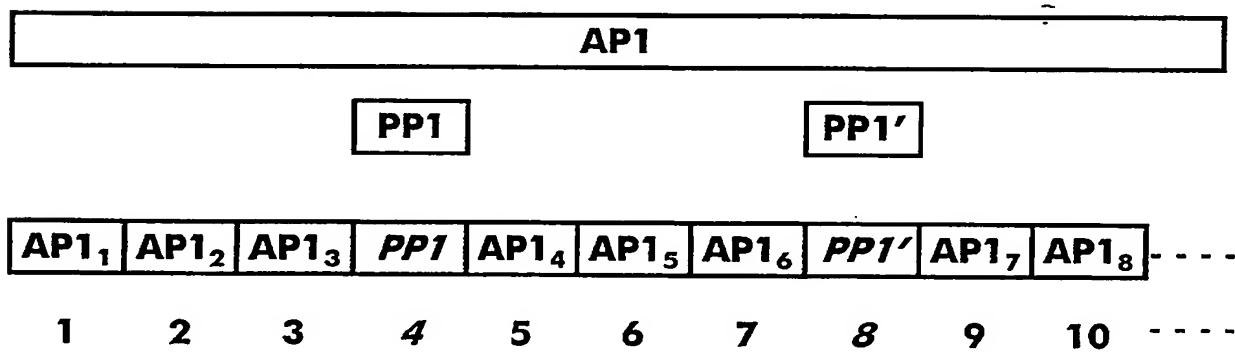 AP1
PP1 PP1′
AP1₁ AP1₂ AP1₃ PP1 AP1₄ AP1₅ AP1₆ PP1′ AP1₇ AP1₈ - - - -
1 2 3 4 5 6 7 8 9 10 - - - -